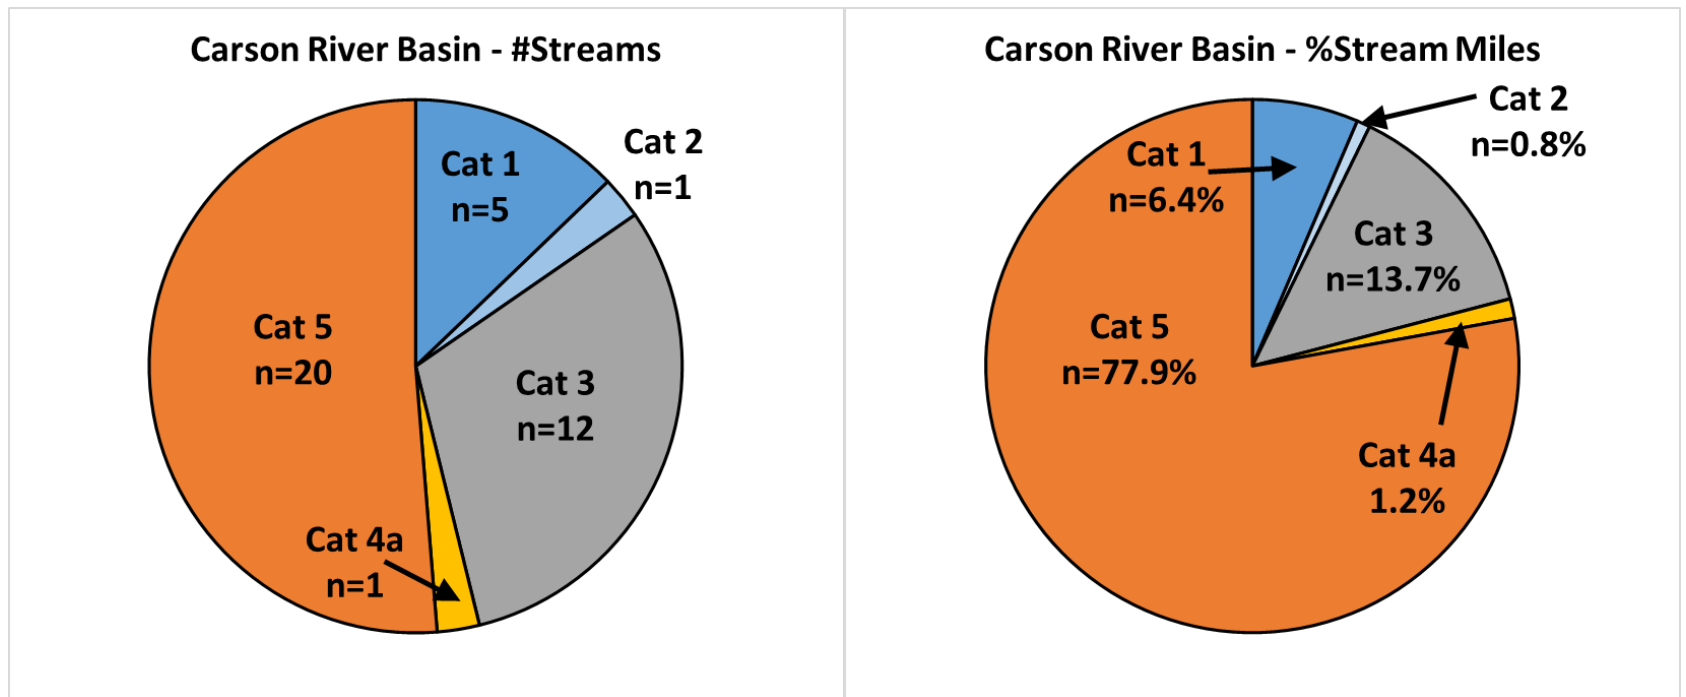 Carson River Basin - #Streams
Cat 1
n=5
Cat 2
n=1
Cat 3
n=12
Cat 4a
n=1
Cat 5
n=20
Carson River Basin - %Stream Miles
Cat 1
n=6.4%
Cat 2
n=0.8%
Cat 3
n=13.7%
Cat 4a
1.2%
Cat 5
n=77.9%